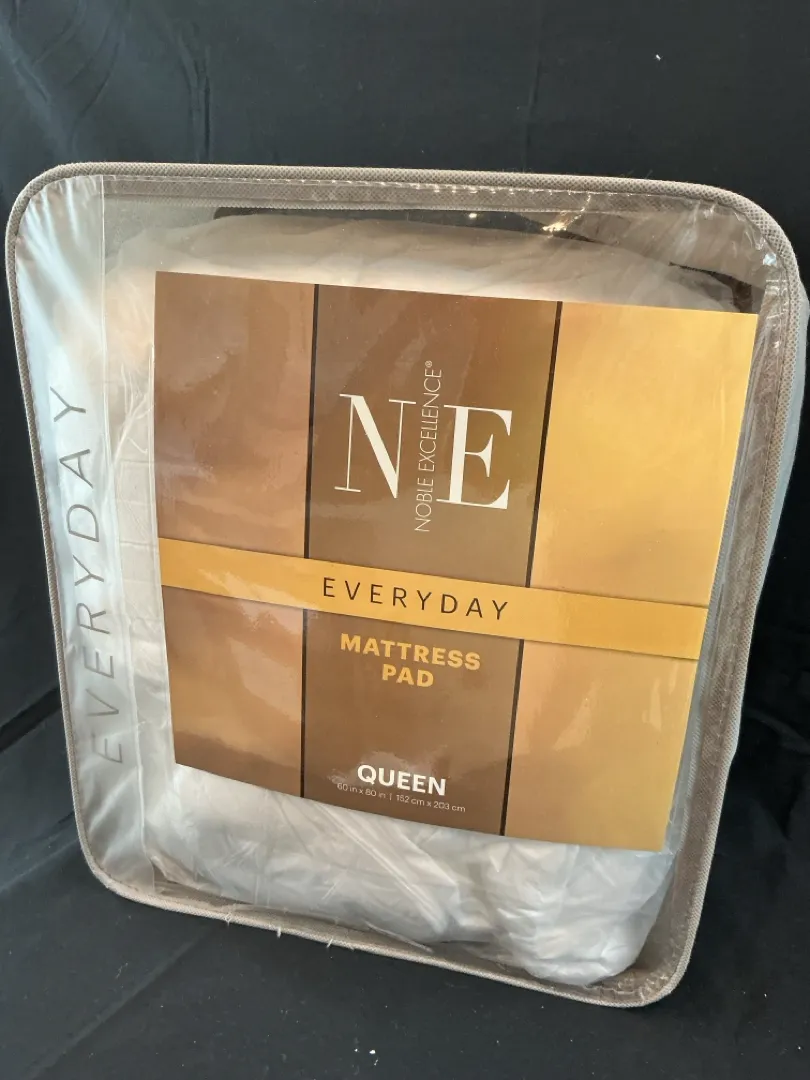 EVERYDAY
NE
NOBLE EXCELLENCE®
EVERYDAY
MATTRESS
PAD
QUEEN
60 in x 80 in | 152 cm x 203 cm